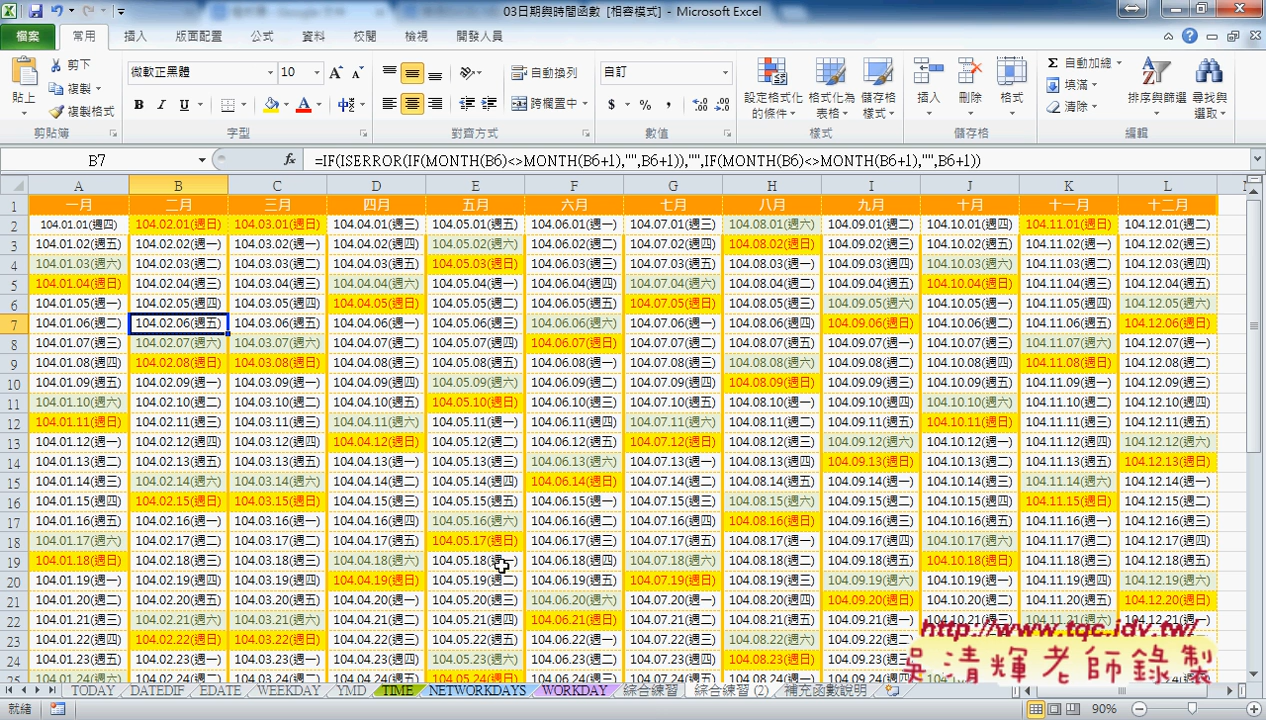 03日期與時間函數 [相容模式] - Microsoft Excel
檔案 常用 插入 版面配置 公式 資料 校閱 檢視 開發人員
貼上 剪下 複製 複製格式 剪貼簿
微軟正黑體 10 B I U 字型
自動換列 跨欄置中 對齊方式
自訂 $ % , 數值
設定格式化的條件 格式化為表格 儲存格樣式 樣式
插入 刪除 格式 儲存格
Σ 自動加總 填滿 清除 排序與篩選 尋找與選取 編輯
B7 fx =IF(ISERROR(IF(MONTH(B6)<>MONTH(B6+1),"",B6+1)),"",IF(MONTH(B6)<>MONTH(B6+1),"",B6+1))
A B C D E F G H I J K L
1 一月 二月 三月 四月 五月 六月 七月 八月 九月 十月 十一月 十二月
2 104.01.01(週四) 104.02.01(週日) 104.03.01(週日) 104.04.01(週三) 104.05.01(週五) 104.06.01(週一) 104.07.01(週三) 104.08.01(週六) 104.09.01(週二) 104.10.01(週四) 104.11.01(週日) 104.12.01(週二)
3 104.01.02(週五) 104.02.02(週一) 104.03.02(週一) 104.04.02(週四) 104.05.02(週六) 104.06.02(週二) 104.07.02(週四) 104.08.02(週日) 104.09.02(週三) 104.10.02(週五) 104.11.02(週一) 104.12.02(週三)
4 104.01.03(週六) 104.02.03(週二) 104.03.03(週二) 104.04.03(週五) 104.05.03(週日) 104.06.03(週三) 104.07.03(週五) 104.08.03(週一) 104.09.03(週四) 104.10.03(週六) 104.11.03(週二) 104.12.03(週四)
5 104.01.04(週日) 104.02.04(週三) 104.03.04(週三) 104.04.04(週六) 104.05.04(週一) 104.06.04(週四) 104.07.04(週六) 104.08.04(週二) 104.09.04(週五) 104.10.04(週日) 104.11.04(週三) 104.12.04(週五)
6 104.01.05(週一) 104.02.05(週四) 104.03.05(週四) 104.04.05(週日) 104.05.05(週二) 104.06.05(週五) 104.07.05(週日) 104.08.05(週三) 104.09.05(週六) 104.10.05(週一) 104.11.05(週四) 104.12.05(週六)
7 104.01.06(週二) 104.02.06(週五) 104.03.06(週五) 104.04.06(週一) 104.05.06(週三) 104.06.06(週六) 104.07.06(週一) 104.08.06(週四) 104.09.06(週日) 104.10.06(週二) 104.11.06(週五) 104.12.06(週日)
8 104.01.07(週三) 104.02.07(週六) 104.03.07(週六) 104.04.07(週二) 104.05.07(週四) 104.06.07(週日) 104.07.07(週二) 104.08.07(週五) 104.09.07(週一) 104.10.07(週三) 104.11.07(週六) 104.12.07(週一)
9 104.01.08(週四) 104.02.08(週日) 104.03.08(週日) 104.04.08(週三) 104.05.08(週五) 104.06.08(週一) 104.07.08(週三) 104.08.08(週六) 104.09.08(週二) 104.10.08(週四) 104.11.08(週日) 104.12.08(週二)
10 104.01.09(週五) 104.02.09(週一) 104.03.09(週一) 104.04.09(週四) 104.05.09(週六) 104.06.09(週二) 104.07.09(週四) 104.08.09(週日) 104.09.09(週三) 104.10.09(週五) 104.11.09(週一) 104.12.09(週三)
11 104.01.10(週六) 104.02.10(週二) 104.03.10(週二) 104.04.10(週五) 104.05.10(週日) 104.06.10(週三) 104.07.10(週五) 104.08.10(週一) 104.09.10(週四) 104.10.10(週六) 104.11.10(週二) 104.12.10(週四)
12 104.01.11(週日) 104.02.11(週三) 104.03.11(週三) 104.04.11(週六) 104.05.11(週一) 104.06.11(週四) 104.07.11(週六) 104.08.11(週二) 104.09.11(週五) 104.10.11(週日) 104.11.11(週三) 104.12.11(週五)
13 104.01.12(週一) 104.02.12(週四) 104.03.12(週四) 104.04.12(週日) 104.05.12(週二) 104.06.12(週五) 104.07.12(週日) 104.08.12(週三) 104.09.12(週六) 104.10.12(週一) 104.11.12(週四) 104.12.12(週六)
14 104.01.13(週二) 104.02.13(週五) 104.03.13(週五) 104.04.13(週一) 104.05.13(週三) 104.06.13(週六) 104.07.13(週一) 104.08.13(週四) 104.09.13(週日) 104.10.13(週二) 104.11.13(週五) 104.12.13(週日)
15 104.01.14(週三) 104.02.14(週六) 104.03.14(週六) 104.04.14(週二) 104.05.14(週四) 104.06.14(週日) 104.07.14(週二) 104.08.14(週五) 104.09.14(週一) 104.10.14(週三) 104.11.14(週六) 104.12.14(週一)
16 104.01.15(週四) 104.02.15(週日) 104.03.15(週日) 104.04.15(週三) 104.05.15(週五) 104.06.15(週一) 104.07.15(週三) 104.08.15(週六) 104.09.15(週二) 104.10.15(週四) 104.11.15(週日) 104.12.15(週二)
17 104.01.16(週五) 104.02.16(週一) 104.03.16(週一) 104.04.16(週四) 104.05.16(週六) 104.06.16(週二) 104.07.16(週四) 104.08.16(週日) 104.09.16(週三) 104.10.16(週五) 104.11.16(週一) 104.12.16(週三)
18 104.01.17(週六) 104.02.17(週二) 104.03.17(週二) 104.04.17(週五) 104.05.17(週日) 104.06.17(週三) 104.07.17(週五) 104.08.17(週一) 104.09.17(週四) 104.10.17(週六) 104.11.17(週二) 104.12.17(週四)
19 104.01.18(週日) 104.02.18(週三) 104.03.18(週三) 104.04.18(週六) 104.05.18(週一) 104.06.18(週四) 104.07.18(週六) 104.08.18(週二) 104.09.18(週五) 104.10.18(週日) 104.11.18(週三) 104.12.18(週五)
20 104.01.19(週一) 104.02.19(週四) 104.03.19(週四) 104.04.19(週日) 104.05.19(週二) 104.06.19(週五) 104.07.19(週日) 104.08.19(週三) 104.09.19(週六) 104.10.19(週一) 104.11.19(週四) 104.12.19(週六)
21 104.01.20(週二) 104.02.20(週五) 104.03.20(週五) 104.04.20(週一) 104.05.20(週三) 104.06.20(週六) 104.07.20(週一) 104.08.20(週四) 104.09.20(週日) 104.10.20(週二) 104.11.20(週五) 104.12.20(週日)
22 104.01.21(週三) 104.02.21(週六) 104.03.21(週六) 104.04.21(週二) 104.05.21(週四) 104.06.21(週日) 104.07.21(週二) 104.08.21(週五) 104.09.21(週一) 104.10.21(週三) 104.11.21(週六) 104.12.21(週一)
23 104.01.22(週四) 104.02.22(週日) 104.03.22(週日) 104.04.22(週三) 104.05.22(週五) 104.06.22(週一) 104.07.22(週三) 104.08.22(週六) 104.09.22(週二)
24 104.01.23(週五) 104.02.23(週一) 104.03.23(週一) 104.04.23(週四) 104.05.23(週六) 104.06.23(週二) 104.07.23(週四) 104.08.23(週日) 104.09.23(週三)
25 104.01.24(週六) 104.02.24(週二) 104.03.24(週二) 104.04.24(週五) 104.05.24(週日) 104.06.24(週三) 104.07.24(週五) 104.08.24(週一)
http://www.tqc.idv.tw/
吳清輝老師錄製
TODAY DATEDIF EDATE WEEKDAY YMD TIME NETWORKDAYS WORKDAY 綜合練習 綜合練習 (2) 補充函數說明
就緒 90%